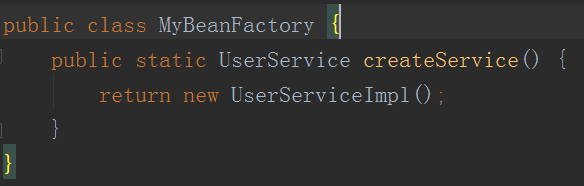 public class MyBeanFactory {
public static UserService createService() {
return new UserServiceImpl();
}
}